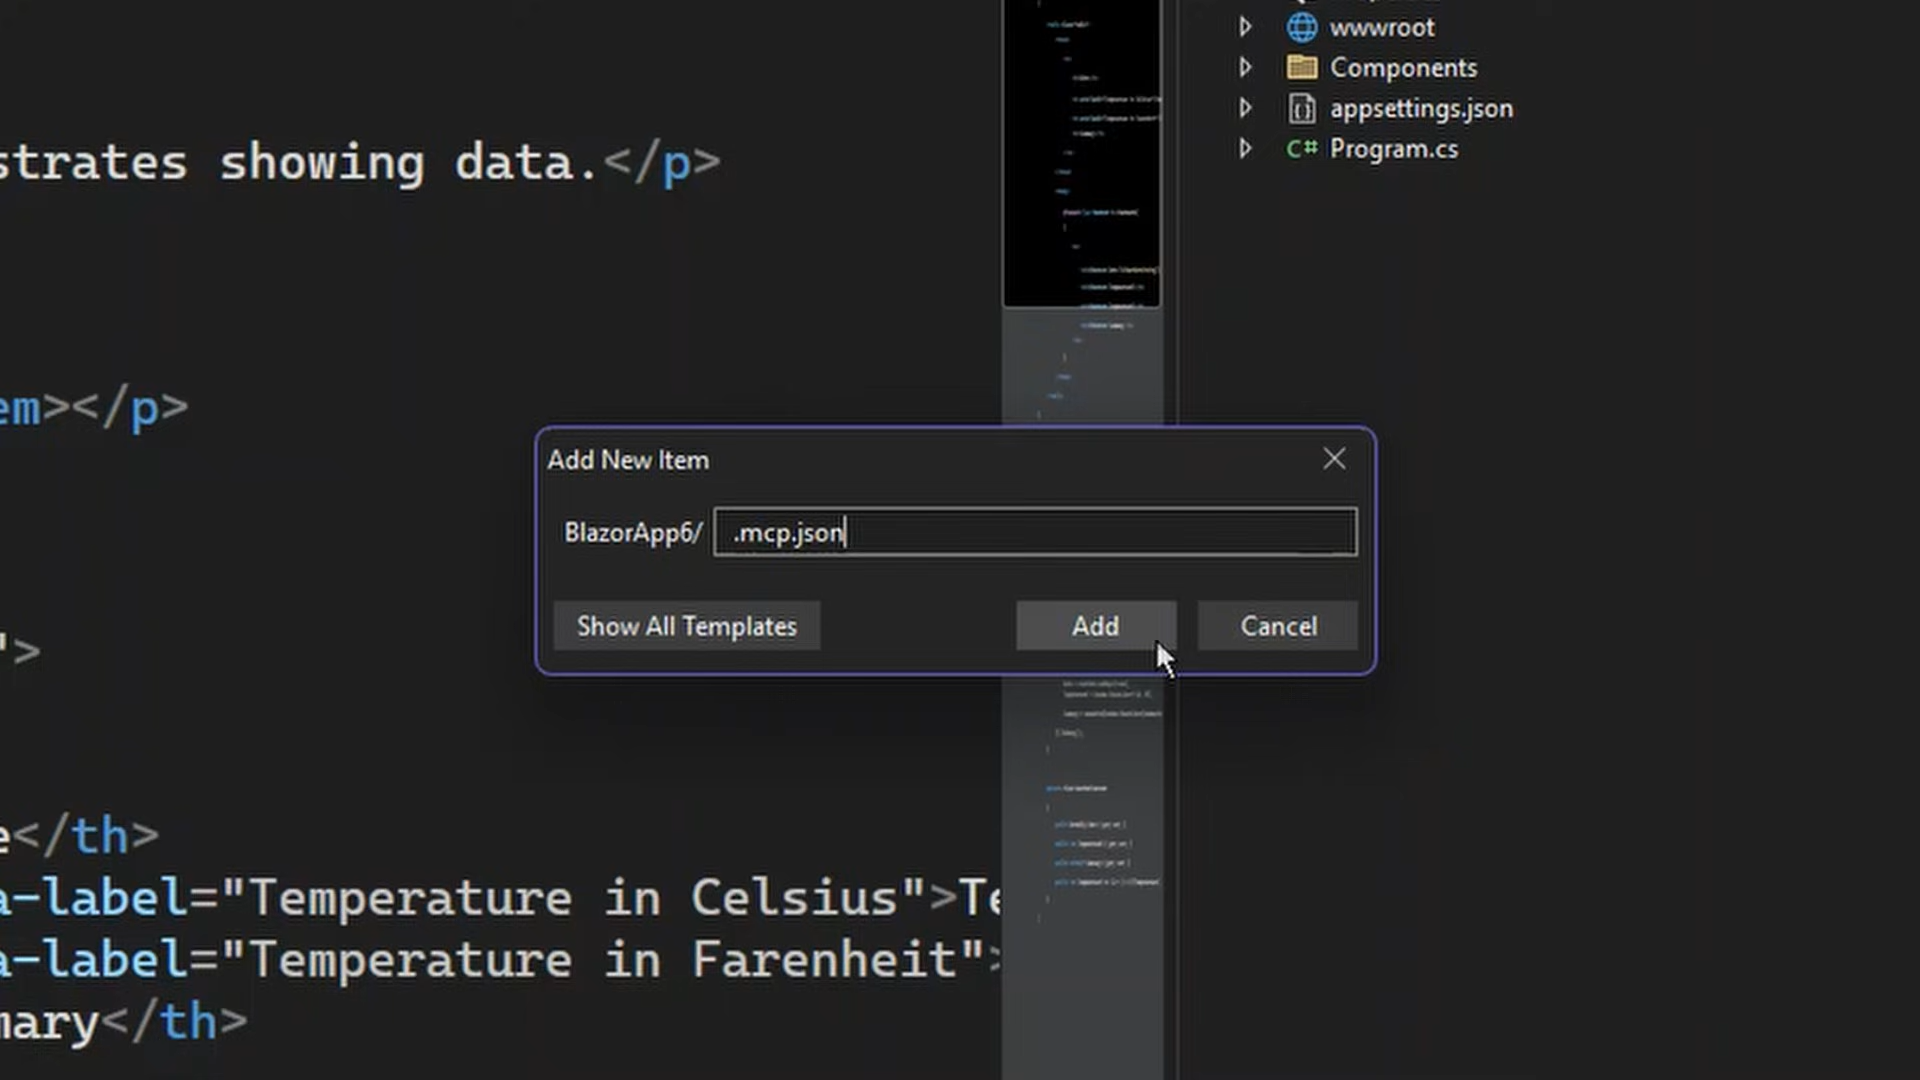 wwwroot
Components
appsettings.json
C# Program.cs
strates showing data.</p>
em></p>
Add New Item
BlazorApp6/ .mcp.json
Show All Templates Add Cancel
">
e</th>
a-label="Temperature in Celsius">Te
a-label="Temperature in Farenheit">
mary</th>